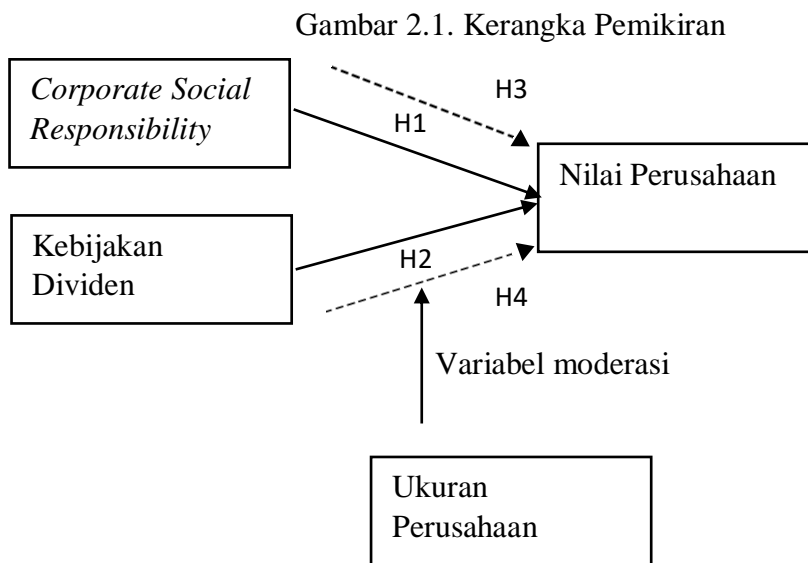 Gambar 2.1. Kerangka Pemikiran
Corporate Social
Responsibility
H3
H1
Nilai Perusahaan
Kebijakan
Dividen
H2
H4
Variabel moderasi
Ukuran
Perusahaan